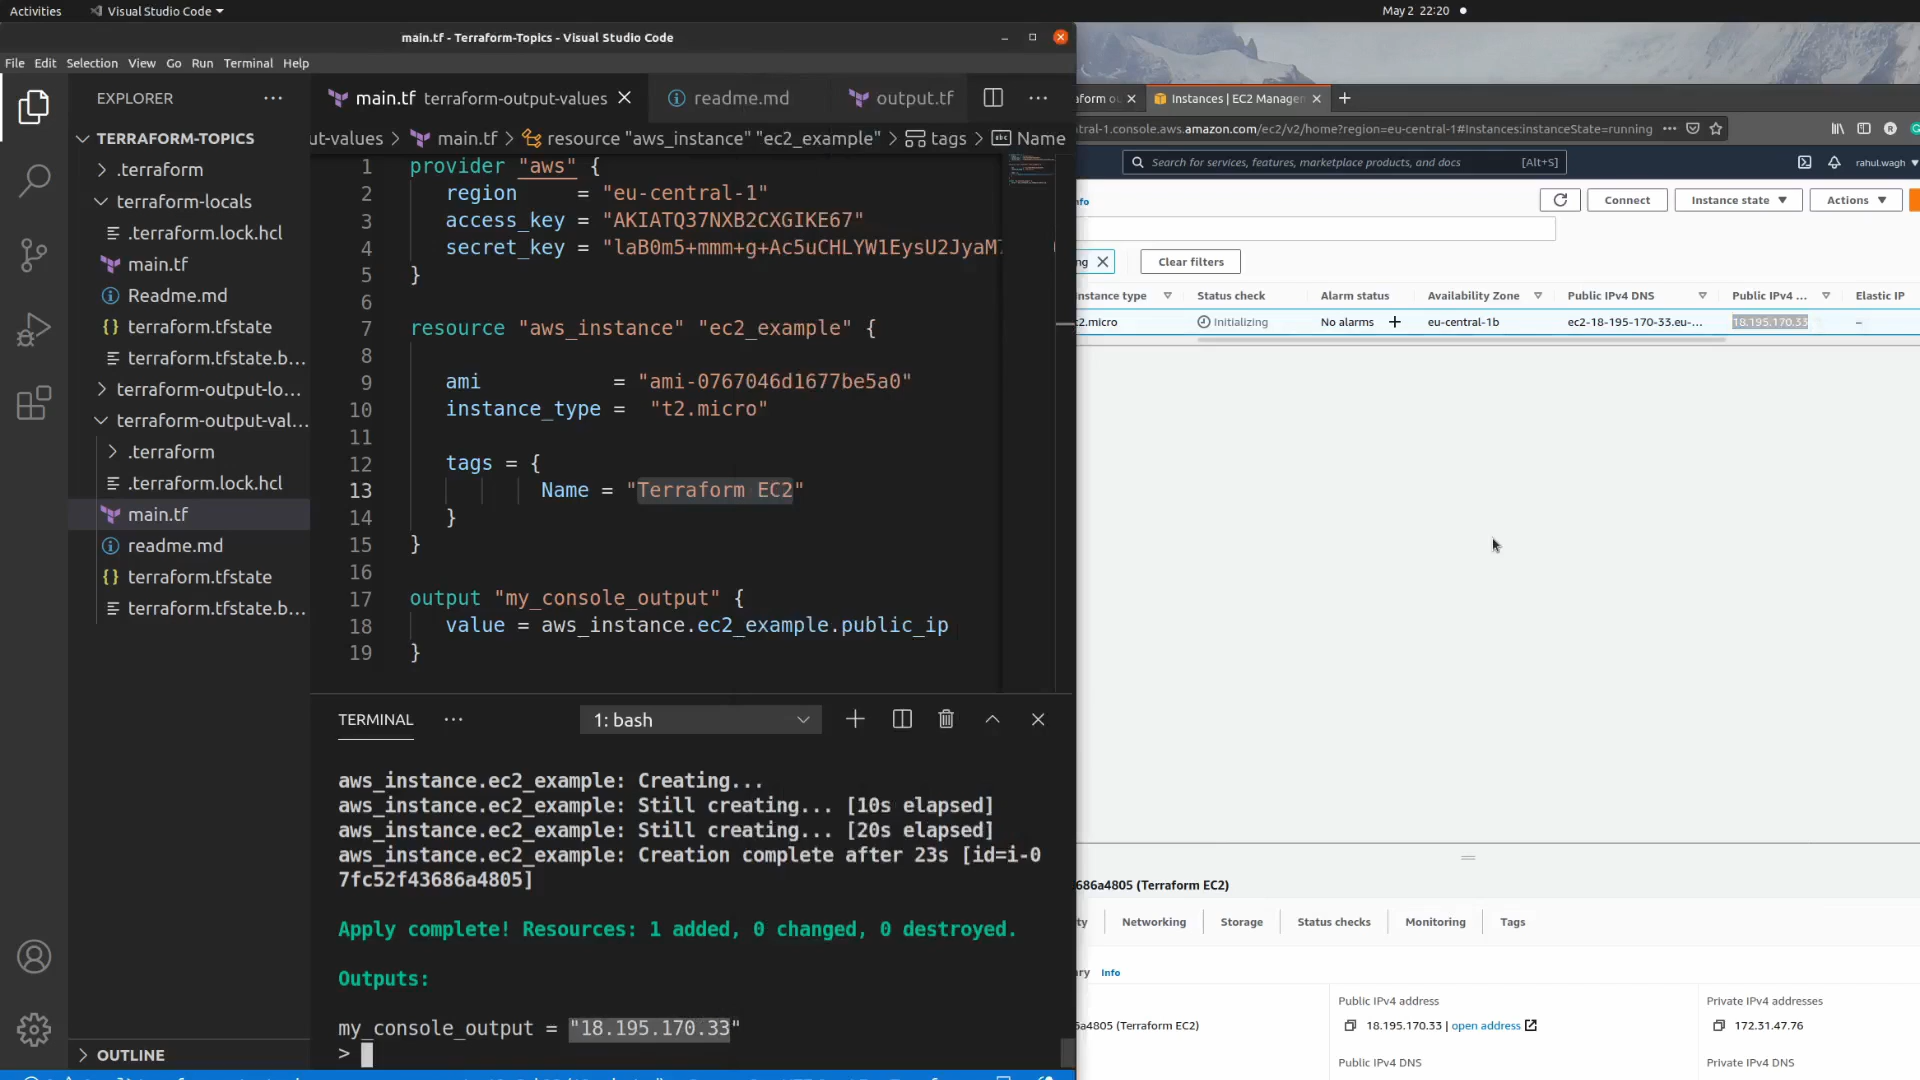 Activities
Visual Studio Code
May 2 22:20
main.tf - Terraform-Topics - Visual Studio Code
File Edit Selection View Go Run Terminal Help
EXPLORER
TERRAFORM-TOPICS
.terraform
terraform-locals
.terraform.lock.hcl
main.tf
Readme.md
terraform.tfstate
terraform.tfstate.b...
terraform-output-lo...
terraform-output-val...
.terraform
.terraform.lock.hcl
main.tf
readme.md
terraform.tfstate
terraform.tfstate.b...
OUTLINE
main.tf terraform-output-values readme.md output.tf
ut-values > main.tf > resource "aws_instance" "ec2_example" > tags > Name
1 provider "aws" {
2 region = "eu-central-1"
3 access_key = "AKIATQ37NXB2CXGIKE67"
4 secret_key = "laB0m5+mmm+g+Ac5uCHLYW1EysU2JyaM
5 }
6
7 resource "aws_instance" "ec2_example" {
8
9 ami = "ami-0767046d1677be5a0"
10 instance_type = "t2.micro"
11
12 tags = {
13 Name = "Terraform EC2"
14 }
15 }
16
17 output "my_console_output" {
18 value = aws_instance.ec2_example.public_ip
19 }
TERMINAL
1: bash
aws_instance.ec2_example: Creating...
aws_instance.ec2_example: Still creating... [10s elapsed]
aws_instance.ec2_example: Still creating... [20s elapsed]
aws_instance.ec2_example: Creation complete after 23s [id=i-0
7fc52f43686a4805]
Apply complete! Resources: 1 added, 0 changed, 0 destroyed.
Outputs:
my_console_output = "18.195.170.33"
>
aform ou
Instances | EC2 Managen
tral-1.console.aws.amazon.com/ec2/v2/home?region=eu-central-1#Instances:instanceState=running
Search for services, features, marketplace products, and docs [Alt+S]
rahul.wagh
nfo
Connect
Instance state
Actions
ng
Clear filters
nstance type Status check Alarm status Availability Zone Public IPv4 DNS Public IPv4 ... Elastic IP
2.micro Initializing No alarms + eu-central-1b ec2-18-195-170-33.eu-... 18.195.170.33 –
686a4805 (Terraform EC2)
ty Networking Storage Status checks Monitoring Tags
ry Info
Public IPv4 address
Private IPv4 addresses
6a4805 (Terraform EC2)
18.195.170.33 | open address
172.31.47.76
Public IPv4 DNS
Private IPv4 DNS